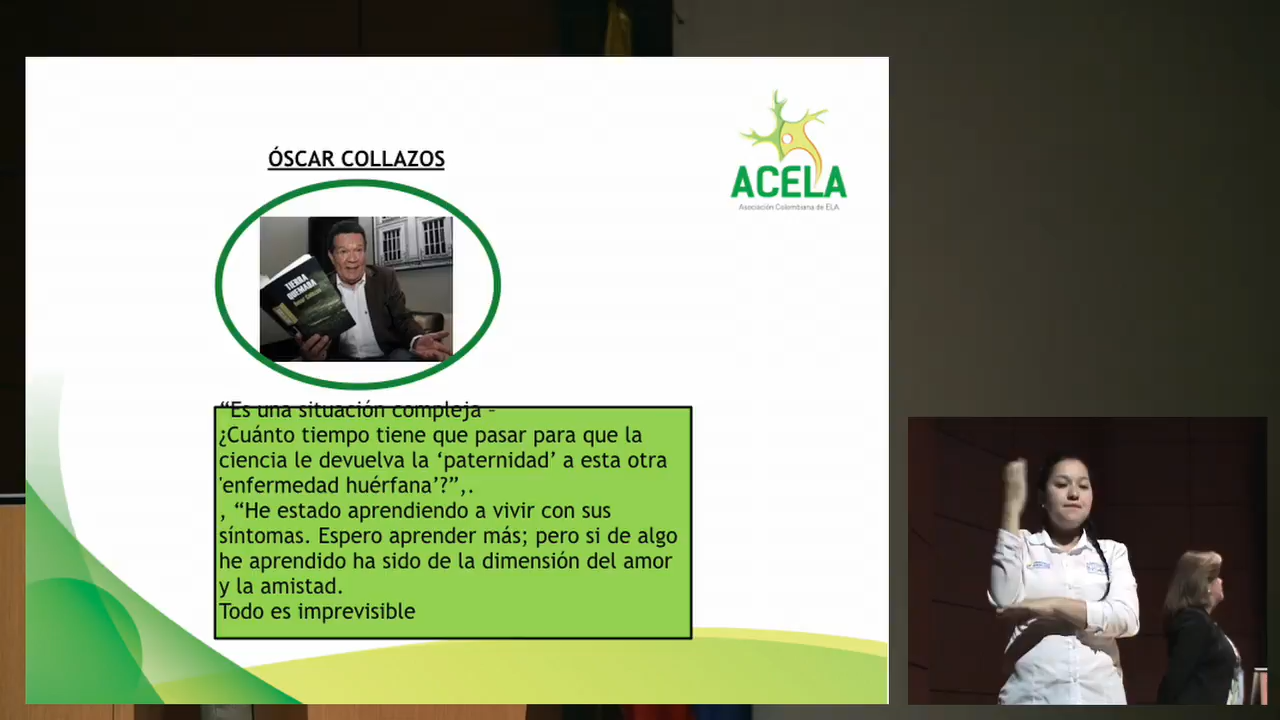 ÓSCAR COLLAZOS
ACELA
Asociación Colombiana de ELA
TIERRA
QUEMADA
Óscar Collazos
“Es una situación compleja –
¿Cuánto tiempo tiene que pasar para que la
ciencia le devuelva la ‘paternidad’ a esta otra
'enfermedad huérfana’?”,.
, “He estado aprendiendo a vivir con sus
síntomas. Espero aprender más; pero si de algo
he aprendido ha sido de la dimensión del amor
y la amistad.
Todo es imprevisible